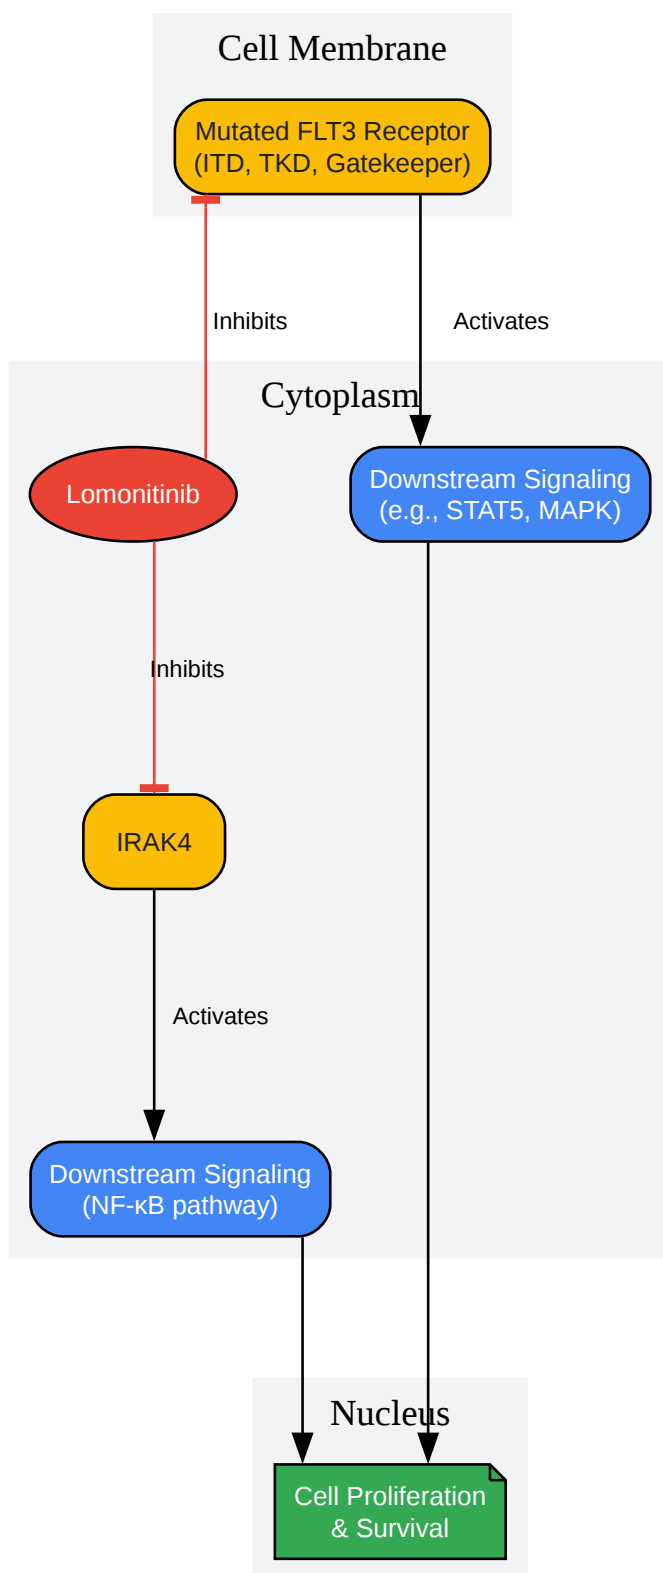 Cell Membrane
Mutated FLT3 Receptor
(ITD, TKD, Gatekeeper)
Inhibits
Activates
Cytoplasm
Lomonitinib
Downstream Signaling
(e.g., STAT5, MAPK)
Inhibits
IRAK4
Activates
Downstream Signaling
(NF-κB pathway)
Nucleus
Cell Proliferation
& Survival